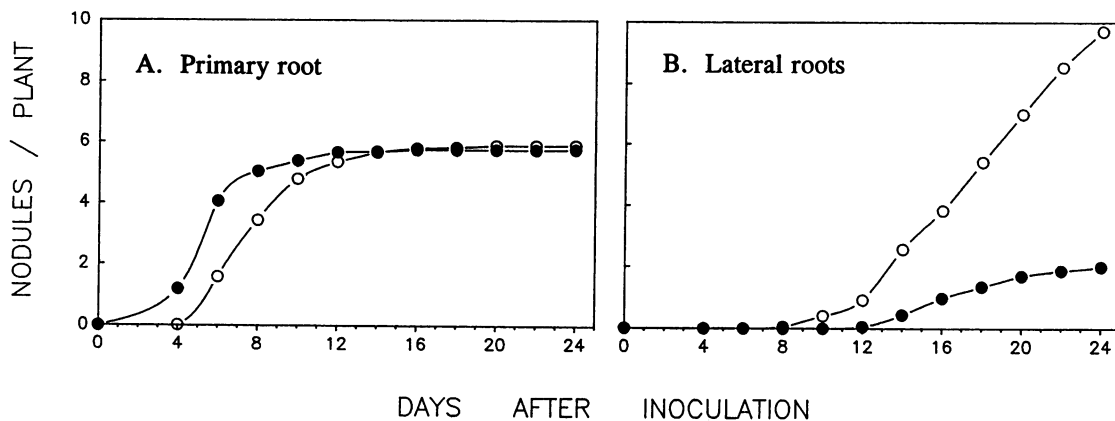 NODULES / PLANT
10
8
6
4
2
0
A. Primary root
0 4 8 12 16 20 24
B. Lateral roots
0 4 8 12 16 20 24
DAYS AFTER INOCULATION